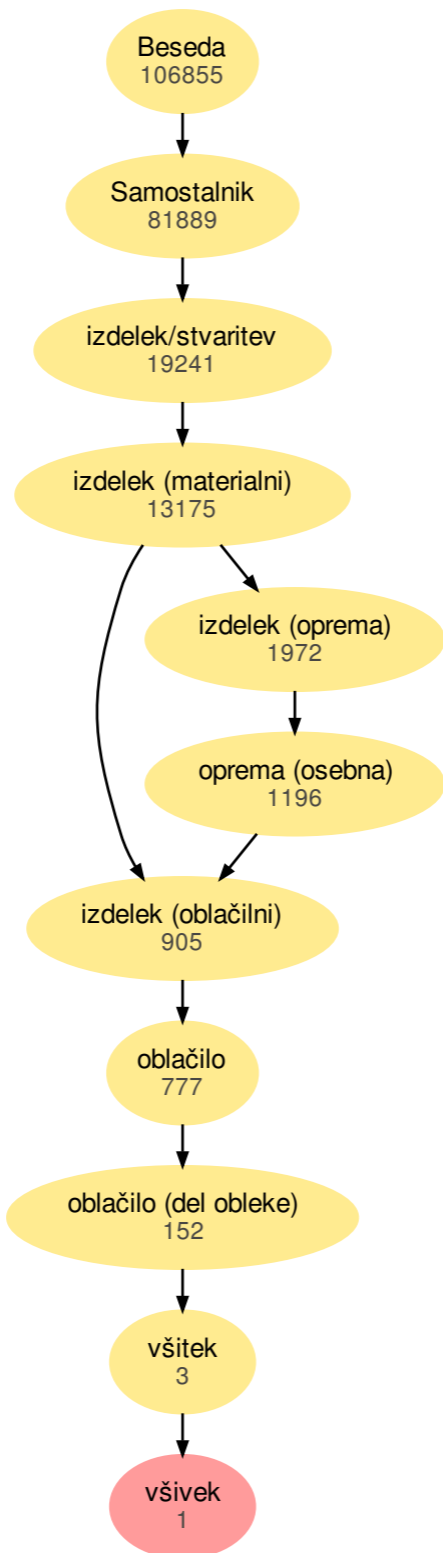 Beseda
106855
Samostalnik
81889
izdelek/stvaritev
19241
izdelek (materialni)
13175
izdelek (oprema)
1972
oprema (osebna)
1196
izdelek (oblačilni)
905
oblačilo
777
oblačilo (del obleke)
152
všitek
3
všivek
1